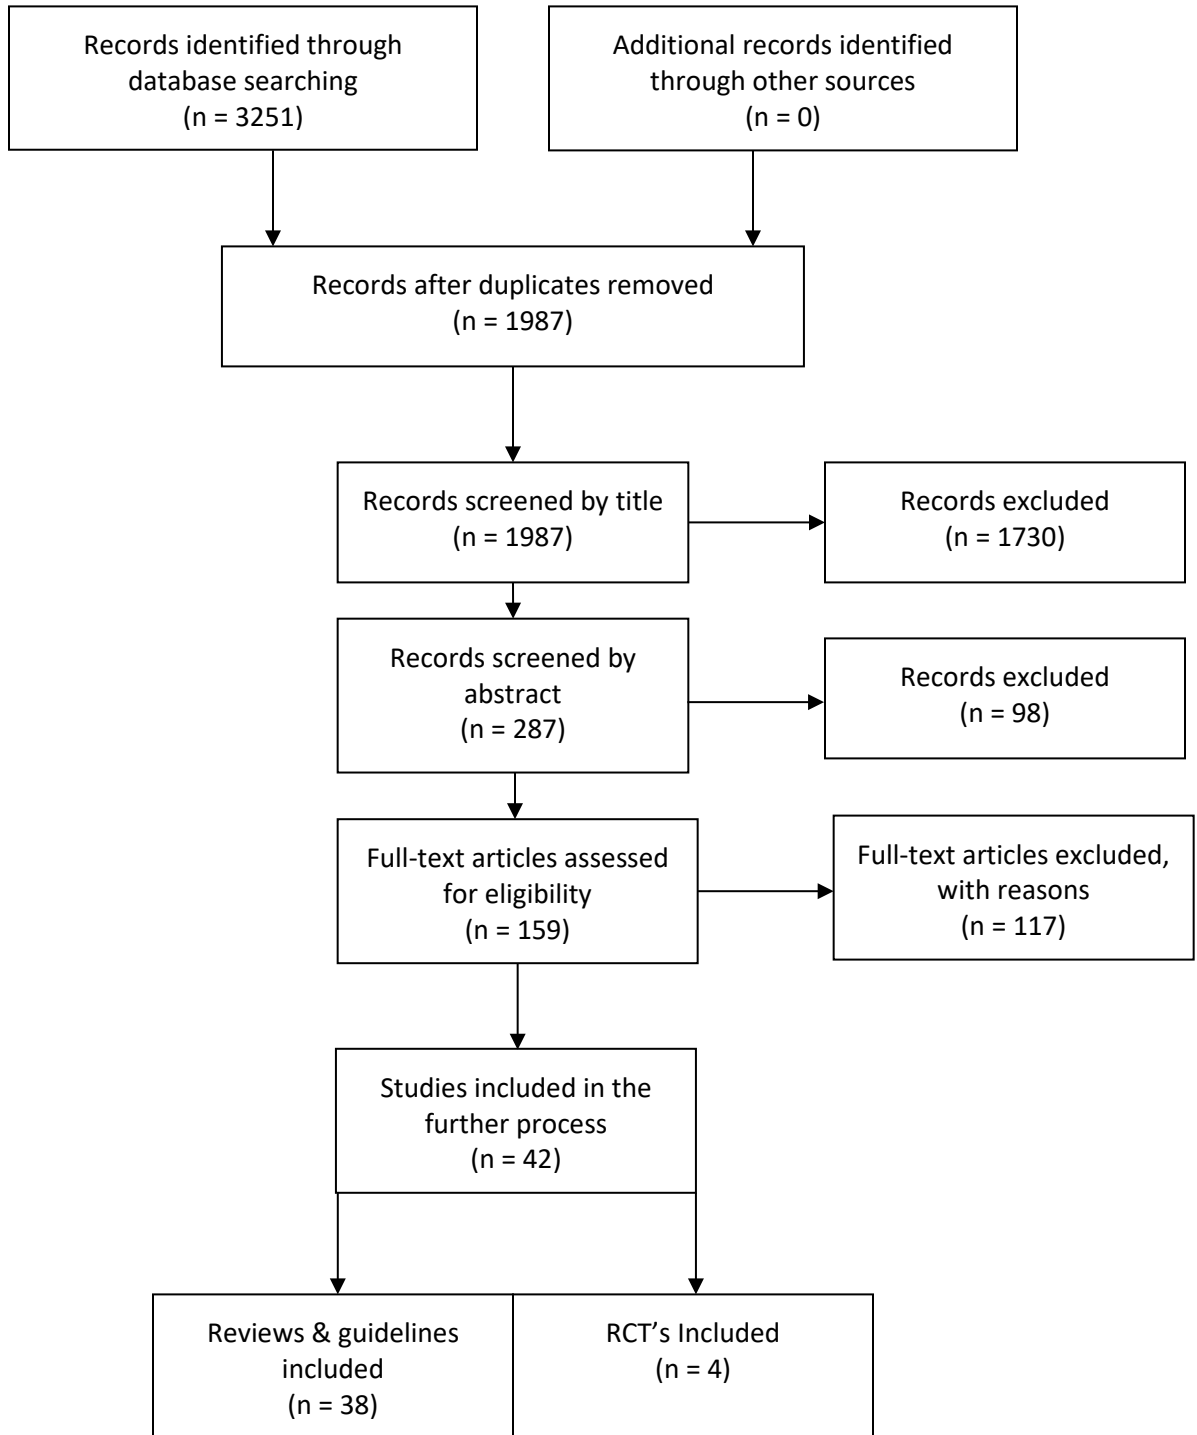 Records identified through
database searching
(n = 3251)
Additional records identified
through other sources
(n = 0)
Records after duplicates removed
(n = 1987)
Records screened by title
(n = 1987)
Records excluded
(n = 1730)
Records screened by
abstract
(n = 287)
Records excluded
(n = 98)
Full-text articles assessed
for eligibility
(n = 159)
Full-text articles excluded,
with reasons
(n = 117)
Studies included in the
further process
(n = 42)
Reviews & guidelines
included
(n = 38)
RCT’s Included
(n = 4)